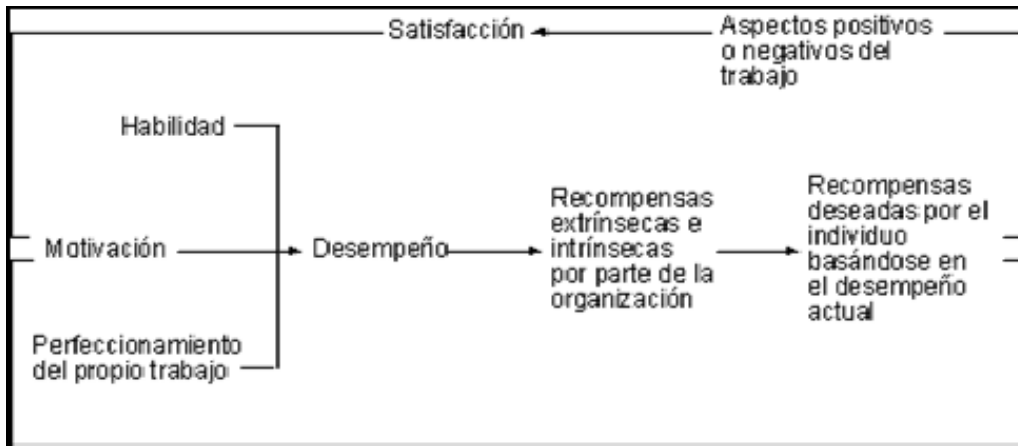 Satisfacción
Aspectos positivos
o negativos del
trabajo
Habilidad
Motivación
Perfeccionamiento
del propio trabajo
Desempeño
Recompensas
extrínsecas e
intrínsecas
por parte de la
organización
Recompensas
deseadas por el
individuo
basándose en
el desempeño
actual